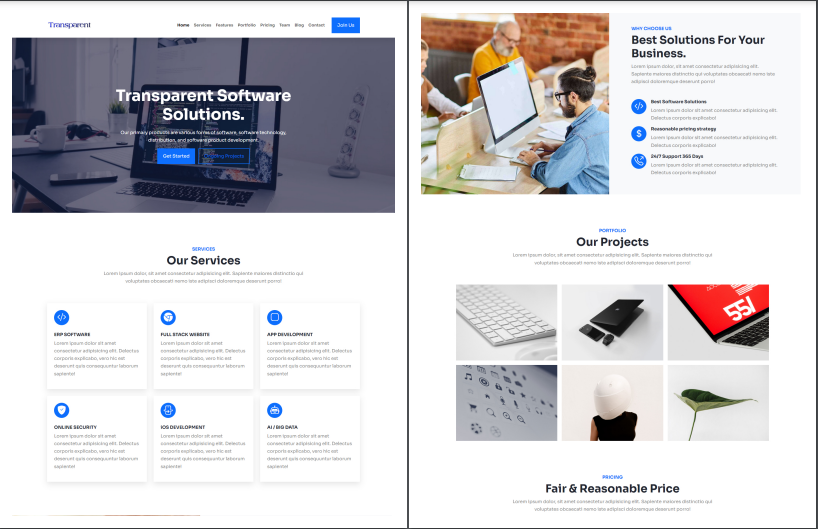 Transparent
Home Services Features Portfolio Pricing Team Blog Contact Join Us
Transparent Software
Solutions.
Our primary products are various forms of software, software technology,
distribution, and software product development.
Get Started
Projects
SERVICES
Our Services
Lorem ipsum dolor, sit amet consectetur adipisicing elit. Sapiente maiores distinctio qui
voluptates obcaecati nemo iste adipisci doloremque deserunt porro!
ERP SOFTWARE
Lorem ipsum dolor sit amet
consectetur adipisicing elit. Delectus
corporis explicabo, vero hic est
deserunt quis consequuntur laborum
sapiente!
FULL STACK WEBSITE
Lorem ipsum dolor sit amet
consectetur adipisicing elit. Delectus
corporis explicabo, vero hic est
deserunt quis consequuntur laborum
sapiente!
APP DEVELOPMENT
Lorem ipsum dolor sit amet
consectetur adipisicing elit. Delectus
corporis explicabo, vero hic est
deserunt quis consequuntur laborum
sapiente!
ONLINE SECURITY
Lorem ipsum dolor sit amet
consectetur adipisicing elit. Delectus
corporis explicabo, vero hic est
deserunt quis consequuntur laborum
sapiente!
IOS DEVELOPMENT
Lorem ipsum dolor sit amet
consectetur adipisicing elit. Delectus
corporis explicabo, vero hic est
deserunt quis consequuntur laborum
sapiente!
AI / BIG DATA
Lorem ipsum dolor sit amet
consectetur adipisicing elit. Delectus
corporis explicabo, vero hic est
deserunt quis consequuntur laborum
sapiente!
WHY CHOOSE US
Best Solutions For Your
Business.
Lorem ipsum dolor, sit amet consectetur adipisicing elit.
Sapiente maiores distinctio qui voluptates obcaecati nemo iste
adipisci doloremque deserunt porro!
Best Software Solutions
Lorem ipsum dolor sit amet consectetur adipisicing elit.
Delectus corporis explicabo!
Reasonable pricing strategy
Lorem ipsum dolor sit amet consectetur adipisicing elit.
Delectus corporis explicabo!
24/7 Support 365 Days
Lorem ipsum dolor sit amet consectetur adipisicing elit.
Delectus corporis explicabo!
PORTFOLIO
Our Projects
Lorem ipsum dolor, sit amet consectetur adipisicing elit. Sapiente maiores distinctio qui
voluptates obcaecati nemo iste adipisci doloremque deserunt porro!
55/
PRICING
Fair & Reasonable Price
Lorem ipsum dolor, sit amet consectetur adipisicing elit. Sapiente maiores distinctio qui
voluptates obcaecati nemo iste adipisci doloremque deserunt porro!